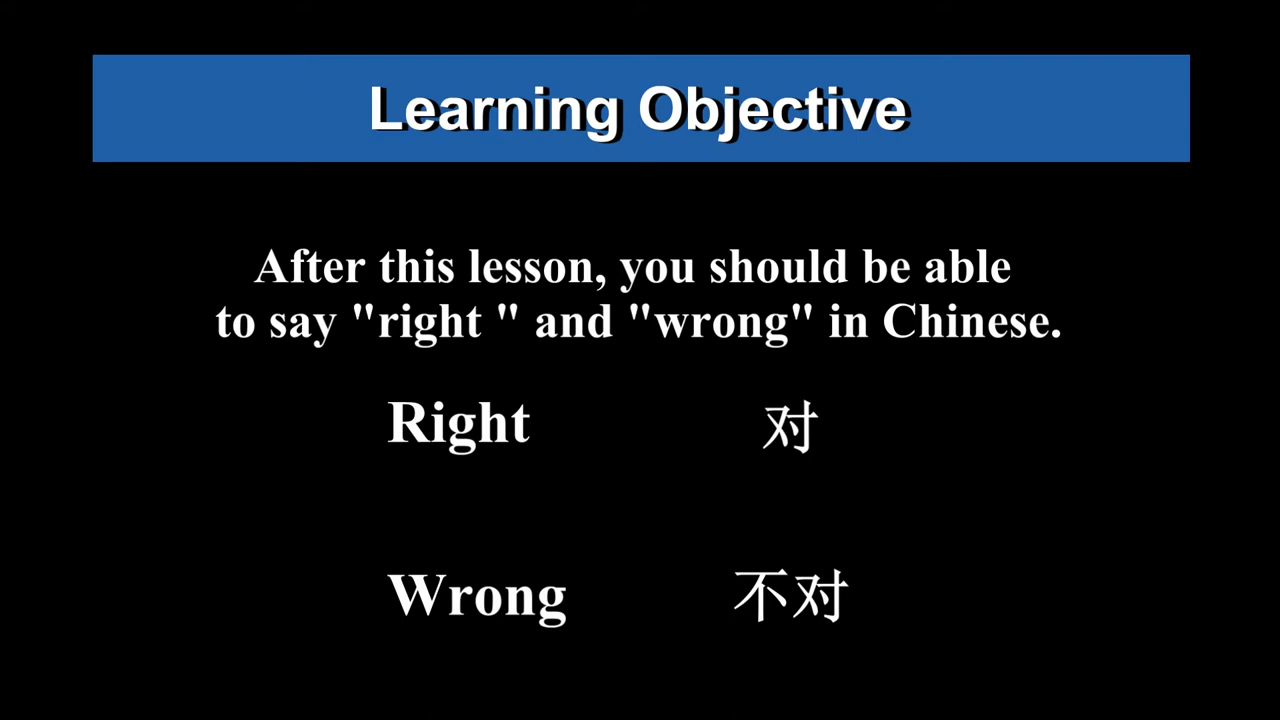 Learning Objective
After this lesson, you should be able
to say "right " and "wrong" in Chinese.
Right 对
Wrong 不对